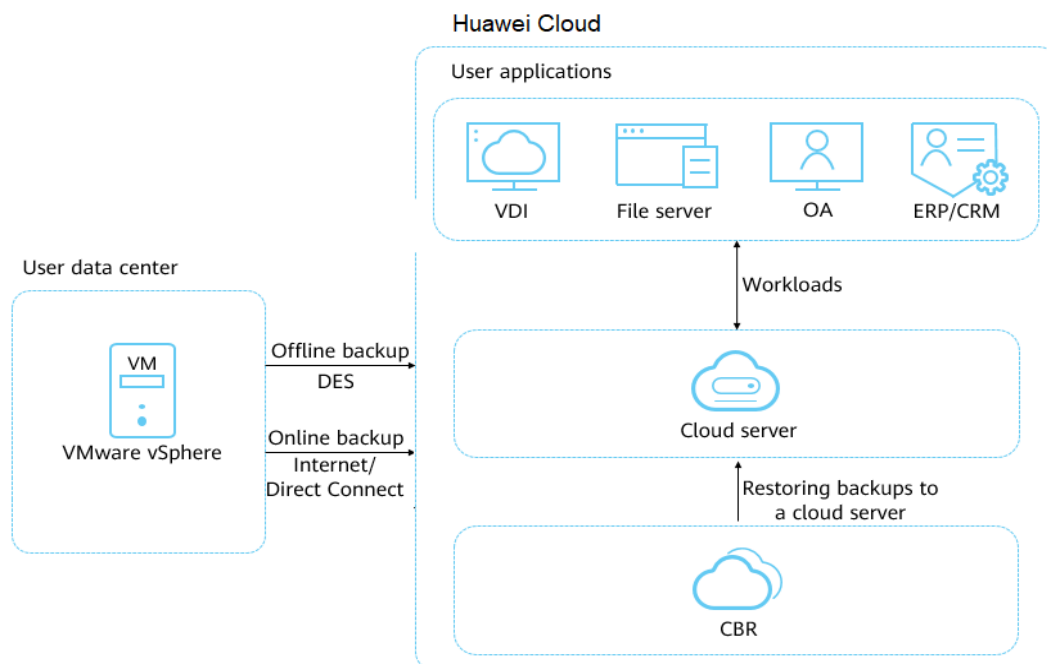 Huawei Cloud
User applications
VDI
File server
OA
ERP/CRM
Workloads
User data center
VM
VMware vSphere
Offline backup
DES
Online backup
Internet/
Direct Connect
Cloud server
Restoring backups to
a cloud server
CBR